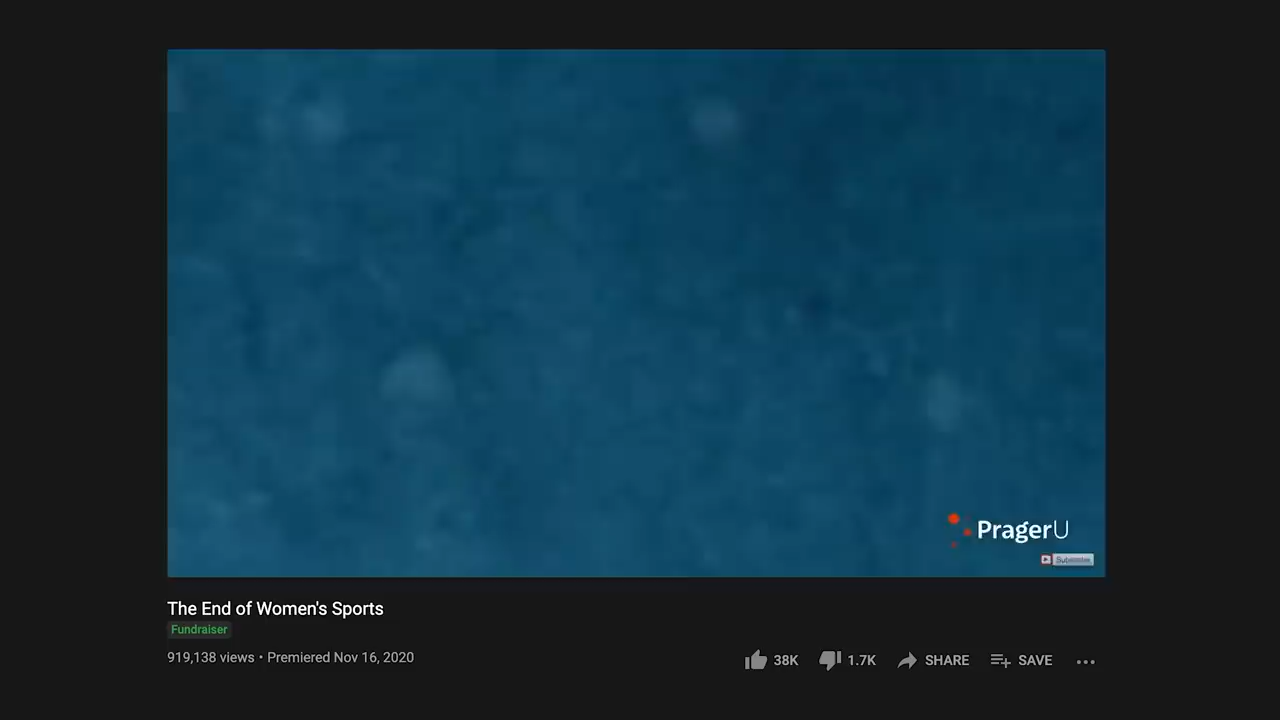 PragerU
Subscribe
The End of Women's Sports
Fundraiser
919,138 views • Premiered Nov 16, 2020
38K
1.7K
SHARE
SAVE